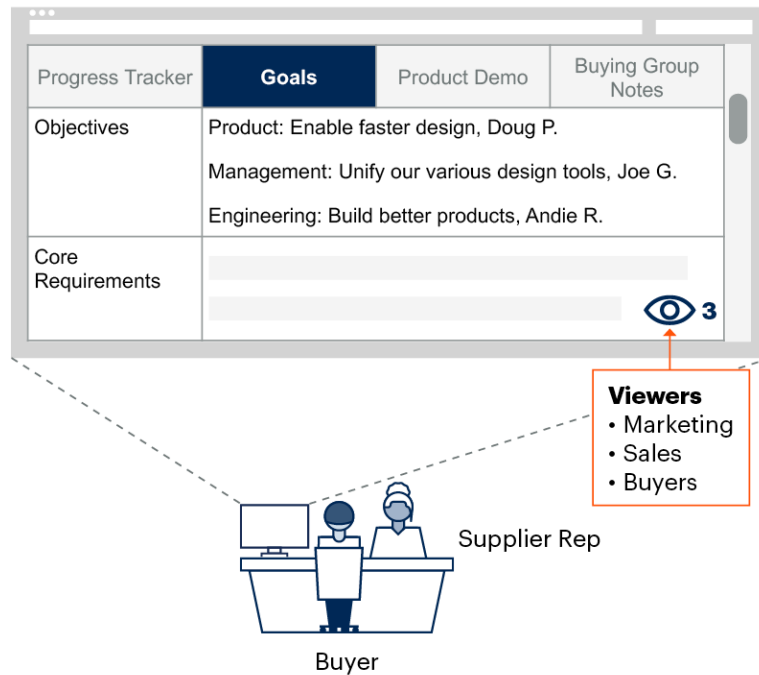 Progress Tracker
Goals
Product Demo
Buying Group
Notes
Objectives
Product: Enable faster design, Doug P.
Management: Unify our various design tools, Joe G.
Engineering: Build better products, Andie R.
Core
Requirements
3
Viewers
• Marketing
• Sales
• Buyers
Supplier Rep
Buyer